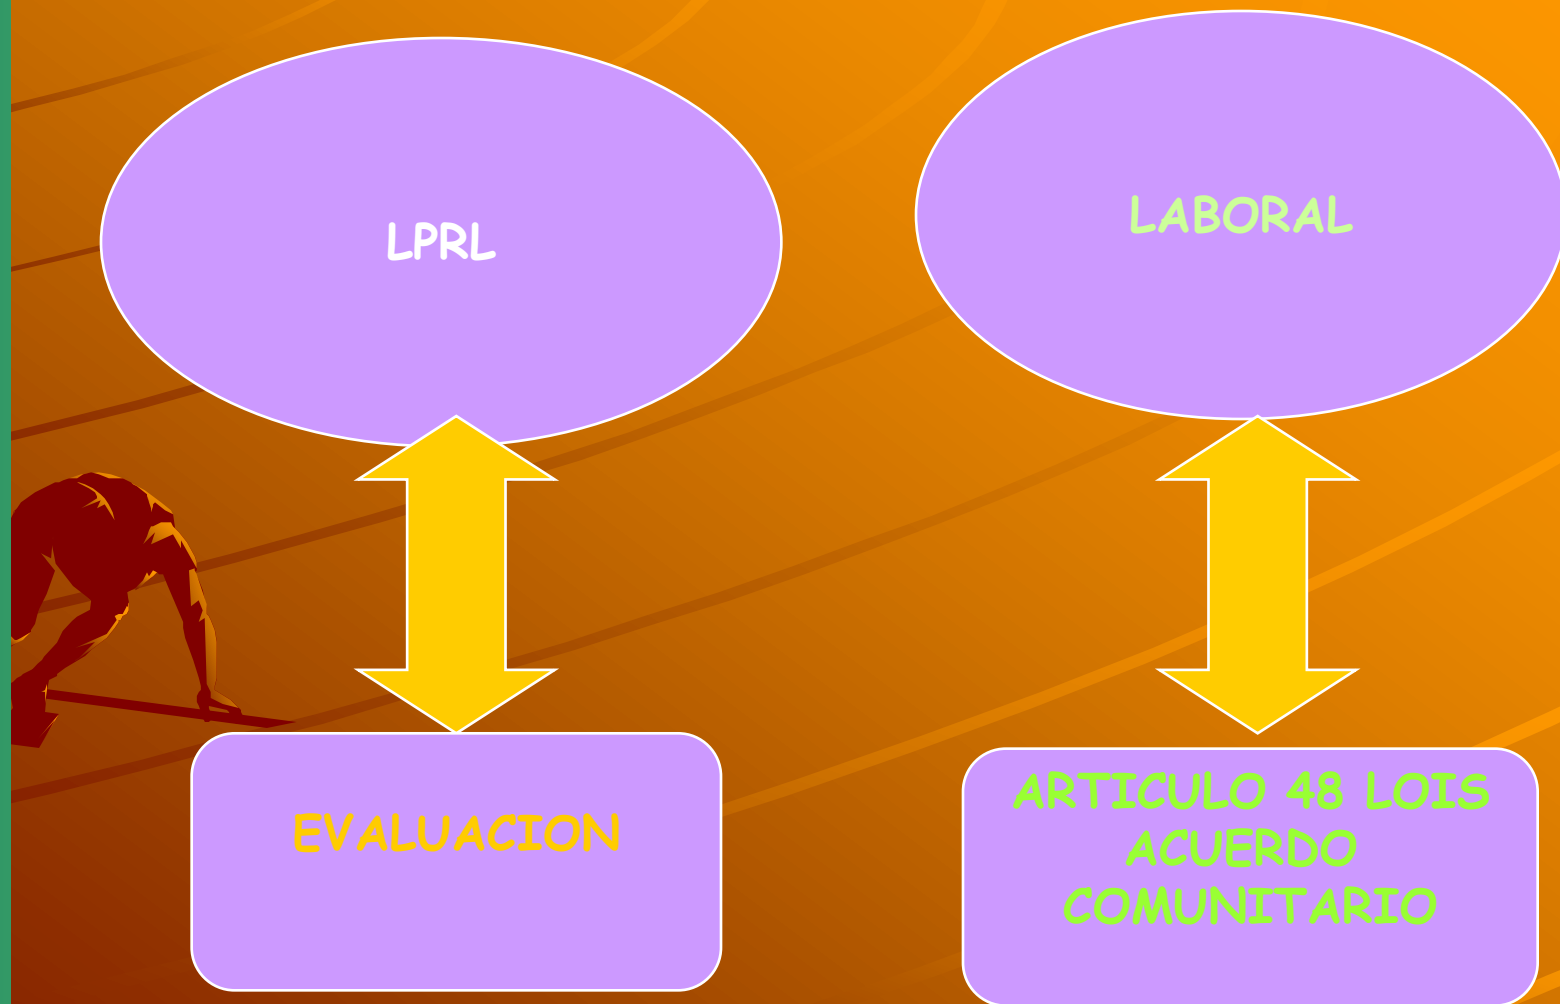 LPRL
LABORAL
EVALUACION
ARTICULO 48 LOIS
ACUERDO
COMUNITARIO